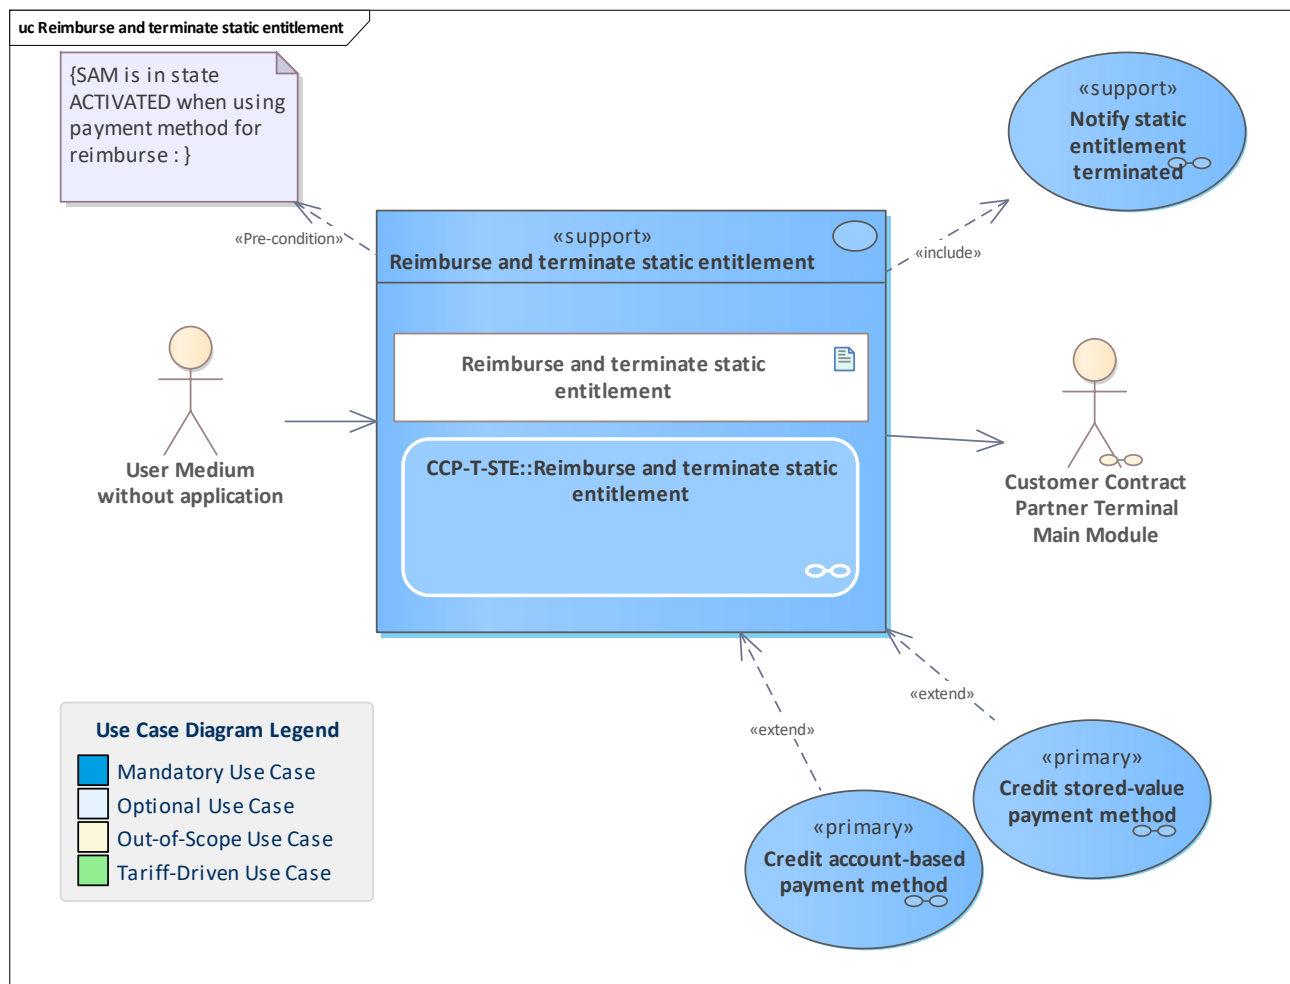 uc Reimburse and terminate static entitlement
{SAM is in state
ACTIVATED when using
payment method for
reimburse : }
«support»
Notify static
entitlement
terminated
«Pre-condition»
«include»
«support»
Reimburse and terminate static entitlement
Reimburse and terminate static
entitlement
CCP-T-STE::Reimburse and terminate static
entitlement
User Medium
without application
Customer Contract
Partner Terminal
Main Module
«extend»
«extend»
«primary»
Credit stored-value
payment method
«primary»
Credit account-based
payment method
Use Case Diagram Legend
Mandatory Use Case
Optional Use Case
Out-of-Scope Use Case
Tariff-Driven Use Case